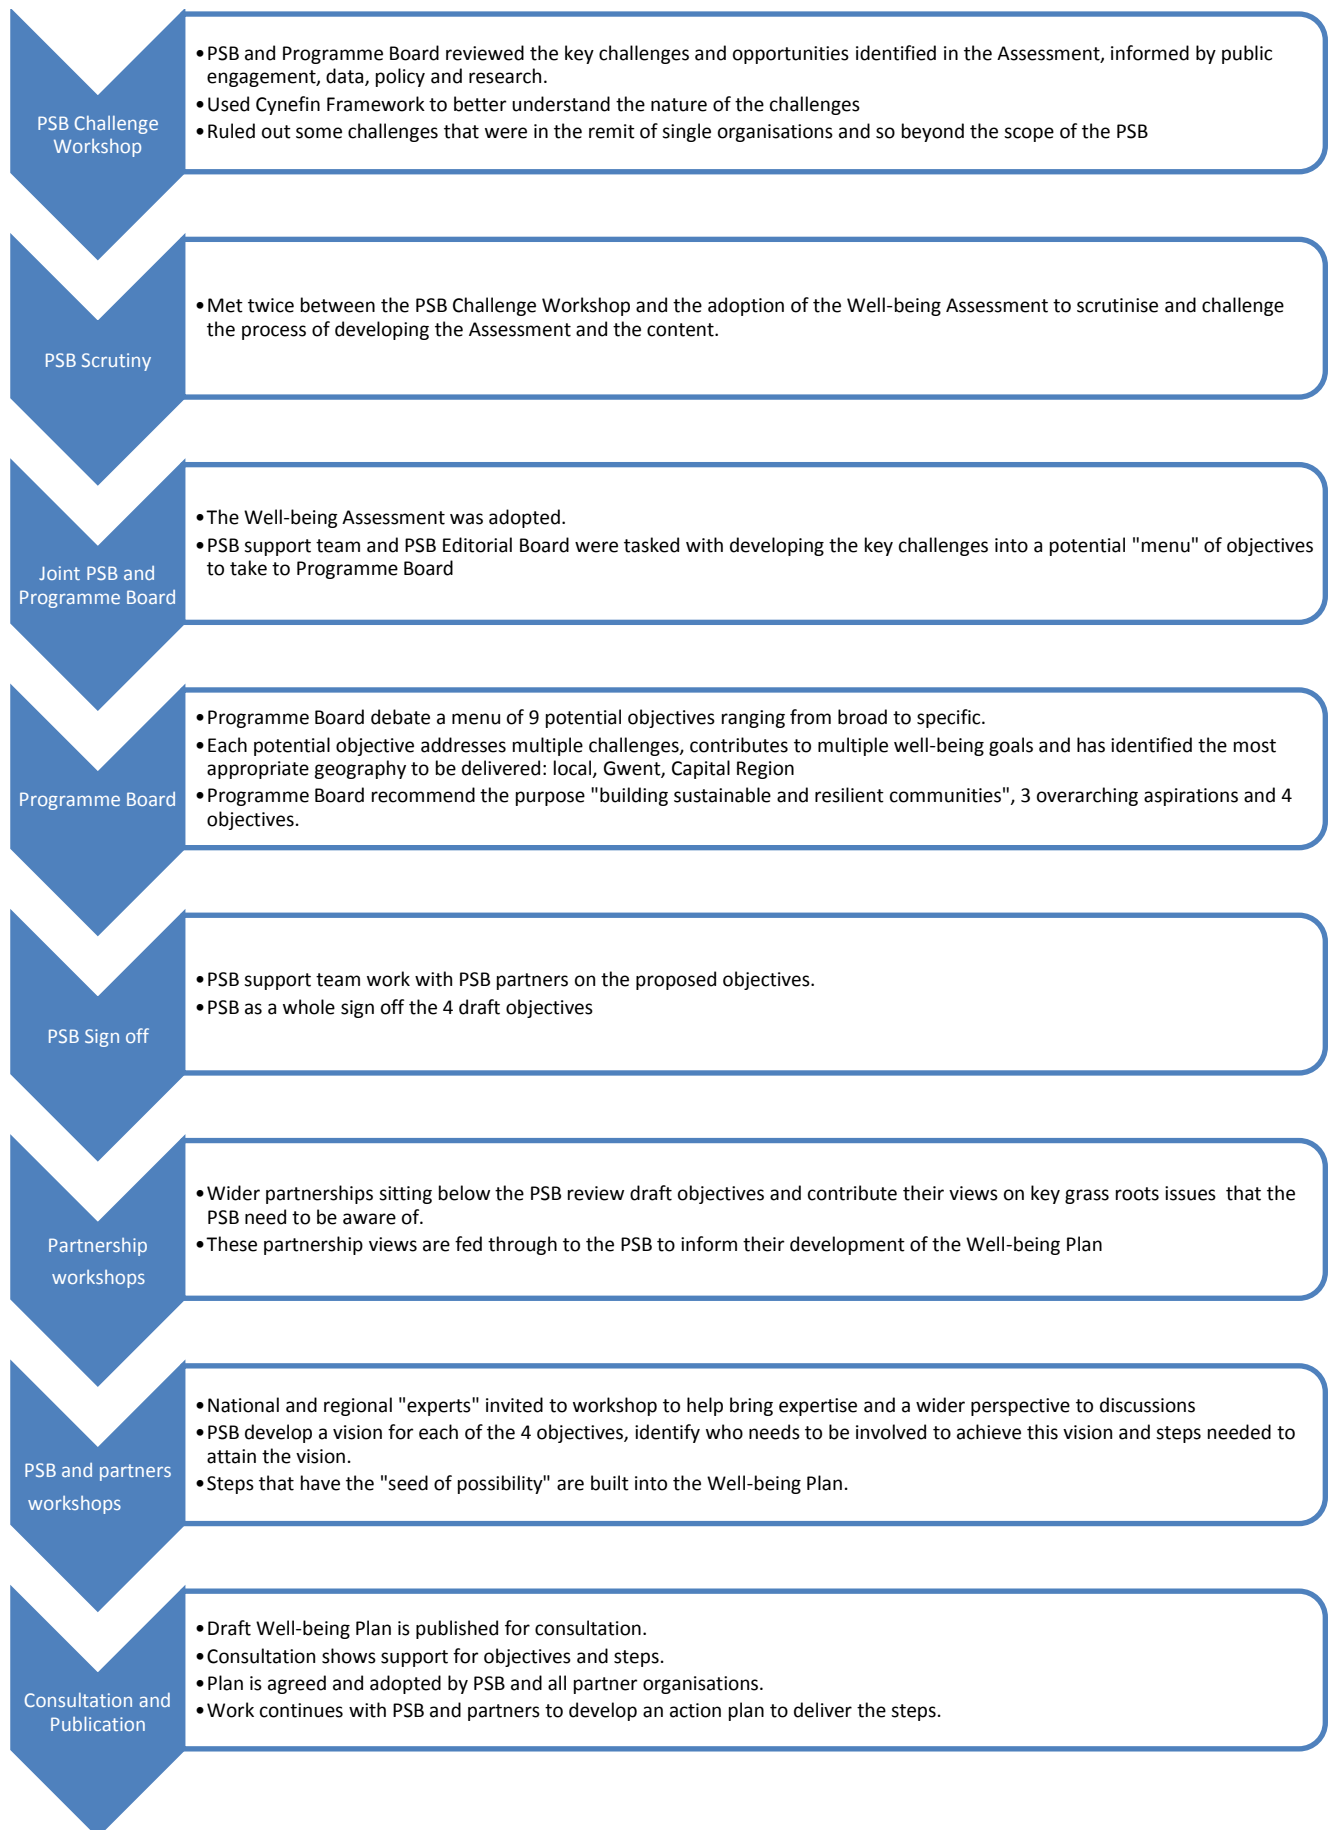 PSB Challenge
Workshop
•PSB and Programme Board reviewed the key challenges and opportunities identified in the Assessment, informed by public
engagement, data, policy and research.
•Used Cynefin Framework to better understand the nature of the challenges
•Ruled out some challenges that were in the remit of single organisations and so beyond the scope of the PSB
PSB Scrutiny
•Met twice between the PSB Challenge Workshop and the adoption of the Well-being Assessment to scrutinise and challenge
the process of developing the Assessment and the content.
Joint PSB and
Programme Board
•The Well-being Assessment was adopted.
•PSB support team and PSB Editorial Board were tasked with developing the key challenges into a potential "menu" of objectives
to take to Programme Board
Programme Board
•Programme Board debate a menu of 9 potential objectives ranging from broad to specific.
•Each potential objective addresses multiple challenges, contributes to multiple well-being goals and has identified the most
appropriate geography to be delivered: local, Gwent, Capital Region
•Programme Board recommend the purpose "building sustainable and resilient communities", 3 overarching aspirations and 4
objectives.
PSB Sign off
•PSB support team work with PSB partners on the proposed objectives.
•PSB as a whole sign off the 4 draft objectives
Partnership
workshops
•Wider partnerships sitting below the PSB review draft objectives and contribute their views on key grass roots issues that the
PSB need to be aware of.
•These partnership views are fed through to the PSB to inform their development of the Well-being Plan
PSB and partners
workshops
•National and regional "experts" invited to workshop to help bring expertise and a wider perspective to discussions
•PSB develop a vision for each of the 4 objectives, identify who needs to be involved to achieve this vision and steps needed to
attain the vision.
•Steps that have the "seed of possibility" are built into the Well-being Plan.
Consultation and
Publication
•Draft Well-being Plan is published for consultation.
•Consultation shows support for objectives and steps.
•Plan is agreed and adopted by PSB and all partner organisations.
•Work continues with PSB and partners to develop an action plan to deliver the steps.